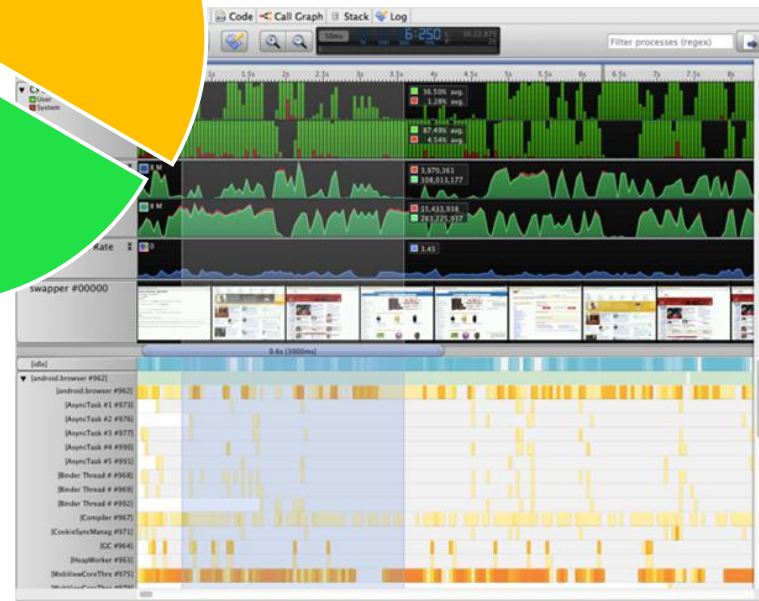 Code Call Graph Stack Log
50ms 6:250
Filter processes (regex)
1.5s 2s 2.5s 3s 3.5s 4s 4.5s 5s 5.5s 6s 6.5s 7s 7.5s 8s
User
System
36.50% avg.
1.28% avg.
87.49% avg.
4.54% avg.
8 M
3,970,361
108,013,177
8 M
15,433,938
283,225,937
Rate 0
3.43
swapper #00000
0.6s [3000ms]
[idle]
[android.browser #962]
[android.browser #962]
[AsyncTask #1 #973]
[AsyncTask #2 #976]
[AsyncTask #3 #977]
[AsyncTask #4 #990]
[AsyncTask #5 #991]
[Binder Thread # #968]
[Binder Thread # #969]
[Binder Thread # #992]
[Compiler #967]
[CookieSyncManag #971]
[GC #964]
[HeapWorker #963]
[WebViewCoreThre #975]